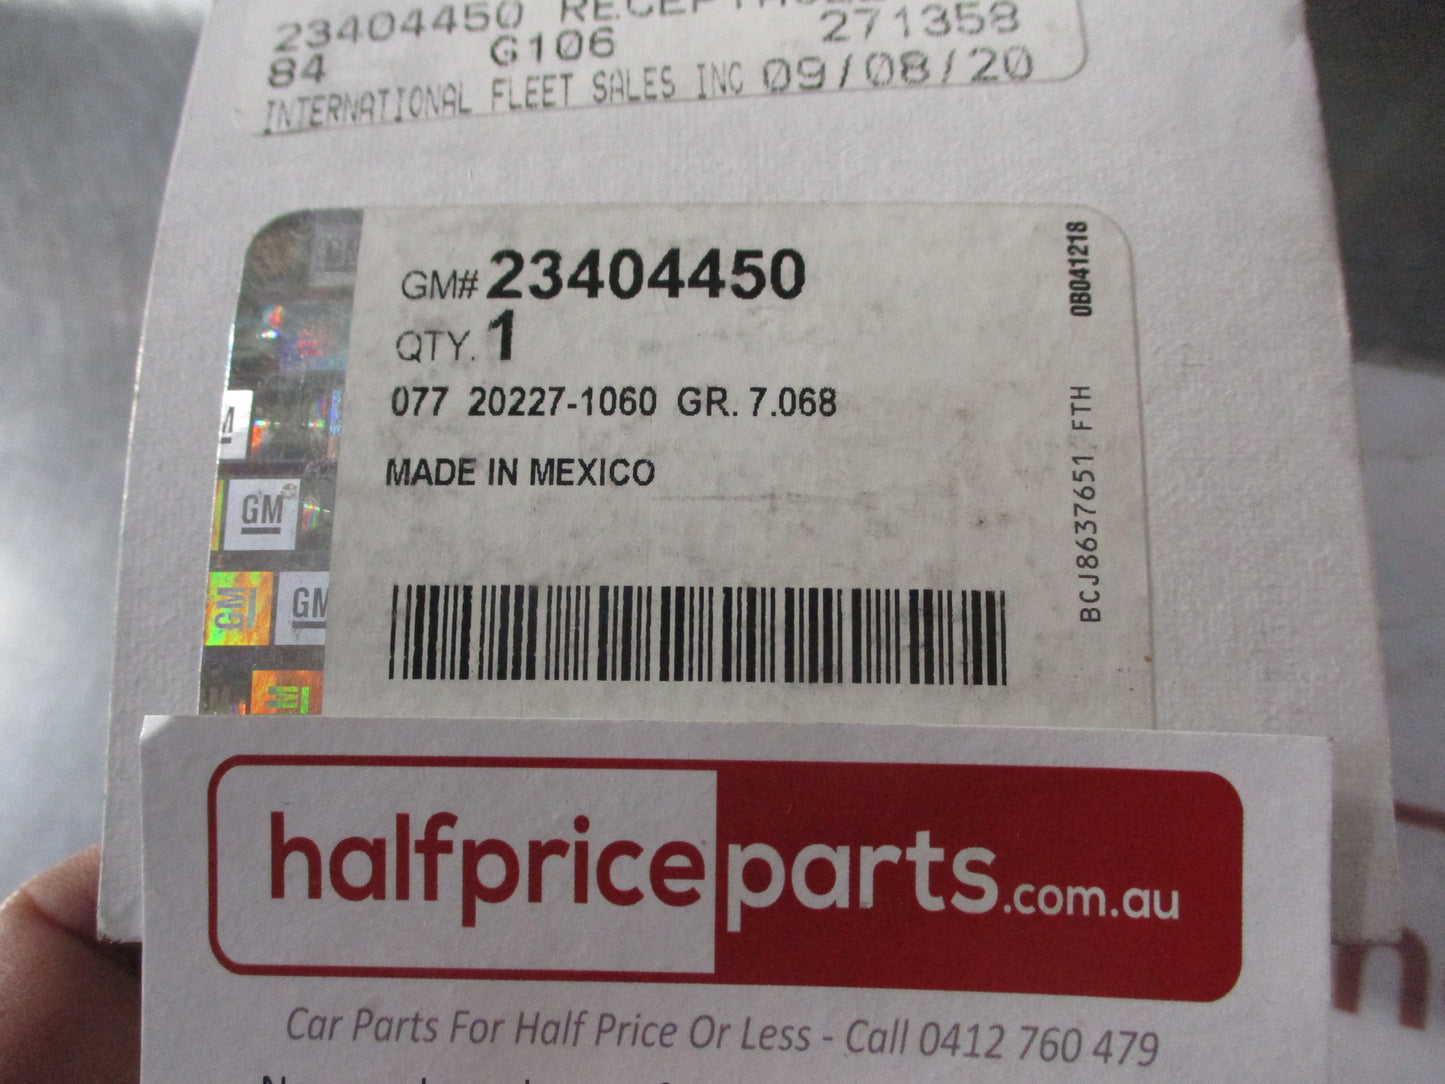 23404450
84 G106 271358
INTERNATIONAL FLEET SALES INC 09/08/20
GM# 23404450
QTY. 1
077 20227-1060 GR. 7.068
MADE IN MEXICO
0B041218
BCJ8637651 FTH
GM
GM
GM
halfpriceparts.com.au
Car Parts For Half Price Or Less - Call 0412 760 479